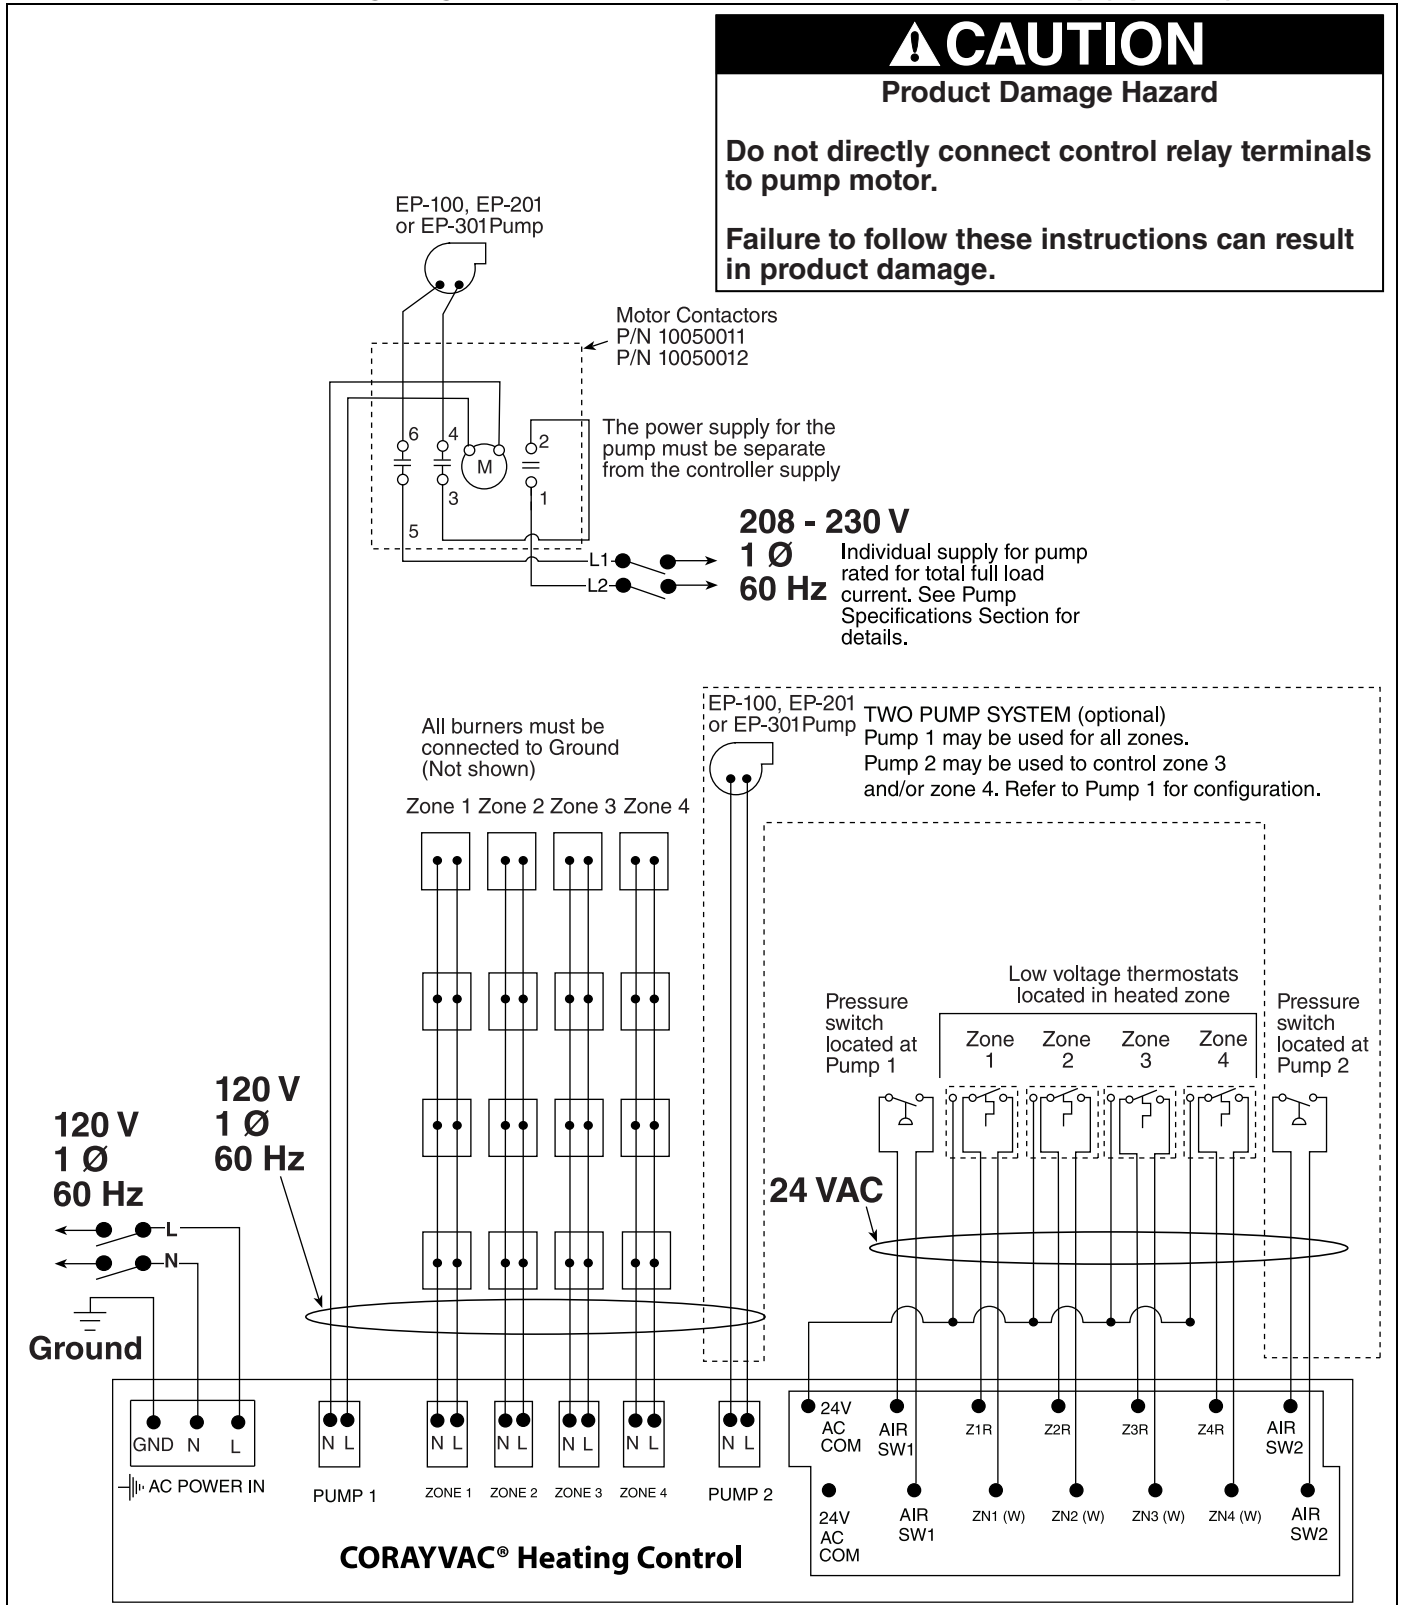 CAUTION
Product Damage Hazard
Do not directly connect control relay terminals
to pump motor.
Failure to follow these instructions can result
in product damage.
EP-100, EP-201
or EP-301Pump
Motor Contactors
P/N 10050011
P/N 10050012
6
4
M
2
3
1
5
The power supply for the
pump must be separate
from the controller supply
L1
L2
208 - 230 V
1 Ø
60 Hz
Individual supply for pump
rated for total full load
current. See Pump
Specifications Section for
details.
All burners must be
connected to Ground
(Not shown)
Zone 1 Zone 2 Zone 3 Zone 4
EP-100, EP-201
or EP-301Pump
TWO PUMP SYSTEM (optional)
Pump 1 may be used for all zones.
Pump 2 may be used to control zone 3
and/or zone 4. Refer to Pump 1 for configuration.
Low voltage thermostats
located in heated zone
Pressure
switch
located at
Pump 1
Zone
1
Zone
2
Zone
3
Zone
4
Pressure
switch
located at
Pump 2
120 V
1 Ø
60 Hz
120 V
1 Ø
60 Hz
24 VAC
L
N
Ground
GND N L
AC POWER IN
N L
PUMP 1
N L
ZONE 1
N L
ZONE 2
N L
ZONE 3
N L
ZONE 4
N L
PUMP 2
24V
AC
COM
AIR
SW1
Z1R
Z2R
Z3R
Z4R
AIR
SW2
24V
AC
COM
AIR
SW1
ZN1 (W)
ZN2 (W)
ZN3 (W)
ZN4 (W)
AIR
SW2
CORAYVAC® Heating Control